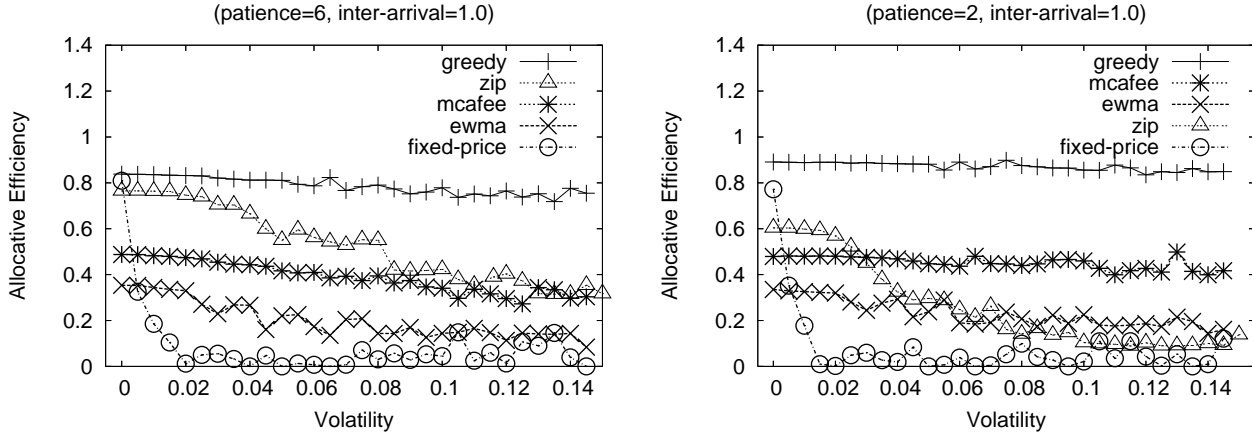 (patience=6, inter-arrival=1.0)
1.4
1.2
1
0.8
0.6
0.4
0.2
0
Allocative Efficiency
greedy
zip
mcafee
ewma
fixed-price
0 0.02 0.04 0.06 0.08 0.10 0.12 0.14
Volatility
(patience=2, inter-arrival=1.0)
1.4
1.2
1
0.8
0.6
0.4
0.2
0
Allocative Efficiency
greedy
mcafee
ewma
zip
fixed-price
0 0.02 0.04 0.06 0.08 0.10 0.12 0.14
Volatility